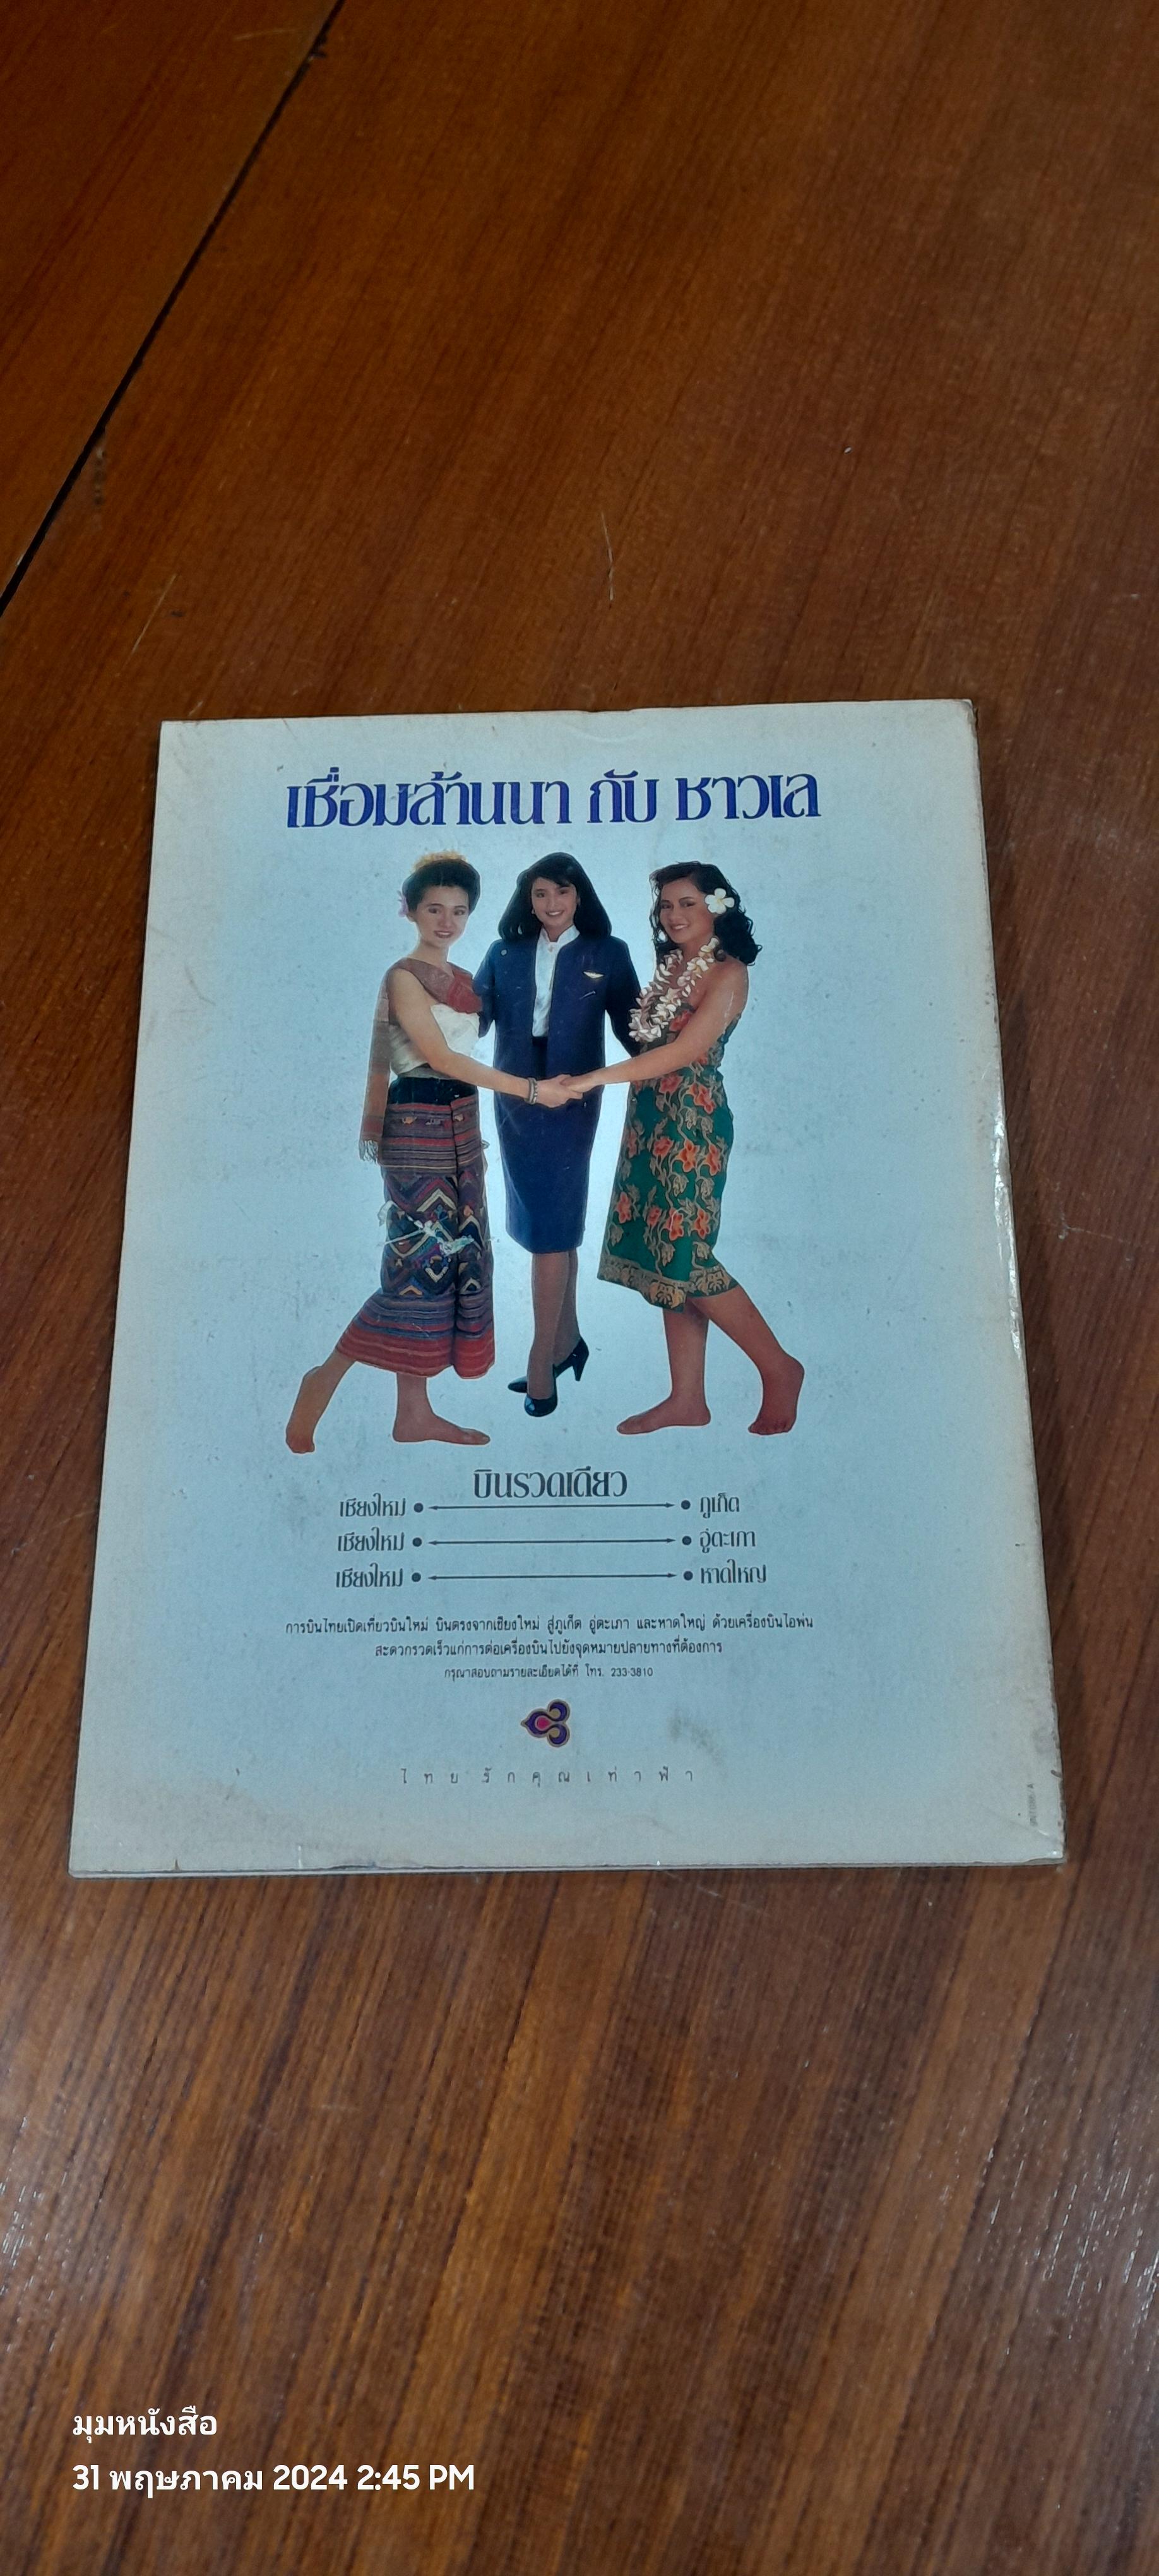 เชื่อมล้านนา กับ ชาวเล
บินรวดเดียว
เชียงใหม่ ภูเก็ต
เชียงใหม่ อู่ตะเภา
เชียงใหม่ หาดใหญ่
การบินไทยเปิดเที่ยวบินใหม่ บินตรงจากเชียงใหม่ สู่ภูเก็ต อู่ตะเภา และหาดใหญ่ ด้วยเครื่องบินไอพ่น
สะดวกรวดเร็วแก่การต่อเครื่องบินไปยังจุดหมายปลายทางที่ต้องการ
กรุณาสอบถามรายละเอียดได้ที่ โทร. 233-3810
ไทยรักคุณเท่าฟ้า
มุมหนังสือ
31 พฤษภาคม 2024 2:45 PM